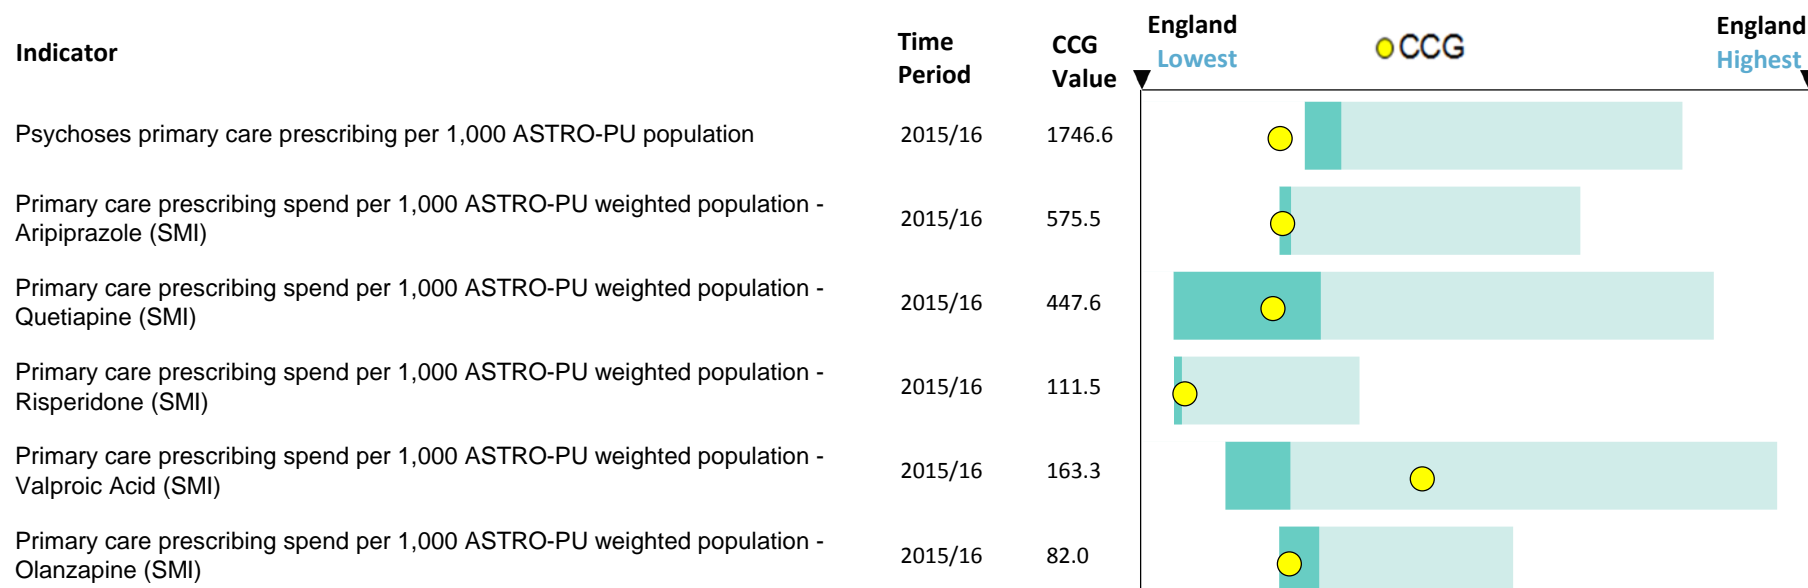 Indicator
Time
Period
CCG
Value
England
Lowest
CCG
England
Highest
Psychoses primary care prescribing per 1,000 ASTRO-PU population
2015/16
1746.6
Primary care prescribing spend per 1,000 ASTRO-PU weighted population -
Aripiprazole (SMI)
2015/16
575.5
Primary care prescribing spend per 1,000 ASTRO-PU weighted population -
Quetiapine (SMI)
2015/16
447.6
Primary care prescribing spend per 1,000 ASTRO-PU weighted population -
Risperidone (SMI)
2015/16
111.5
Primary care prescribing spend per 1,000 ASTRO-PU weighted population -
Valproic Acid (SMI)
2015/16
163.3
Primary care prescribing spend per 1,000 ASTRO-PU weighted population -
Olanzapine (SMI)
2015/16
82.0